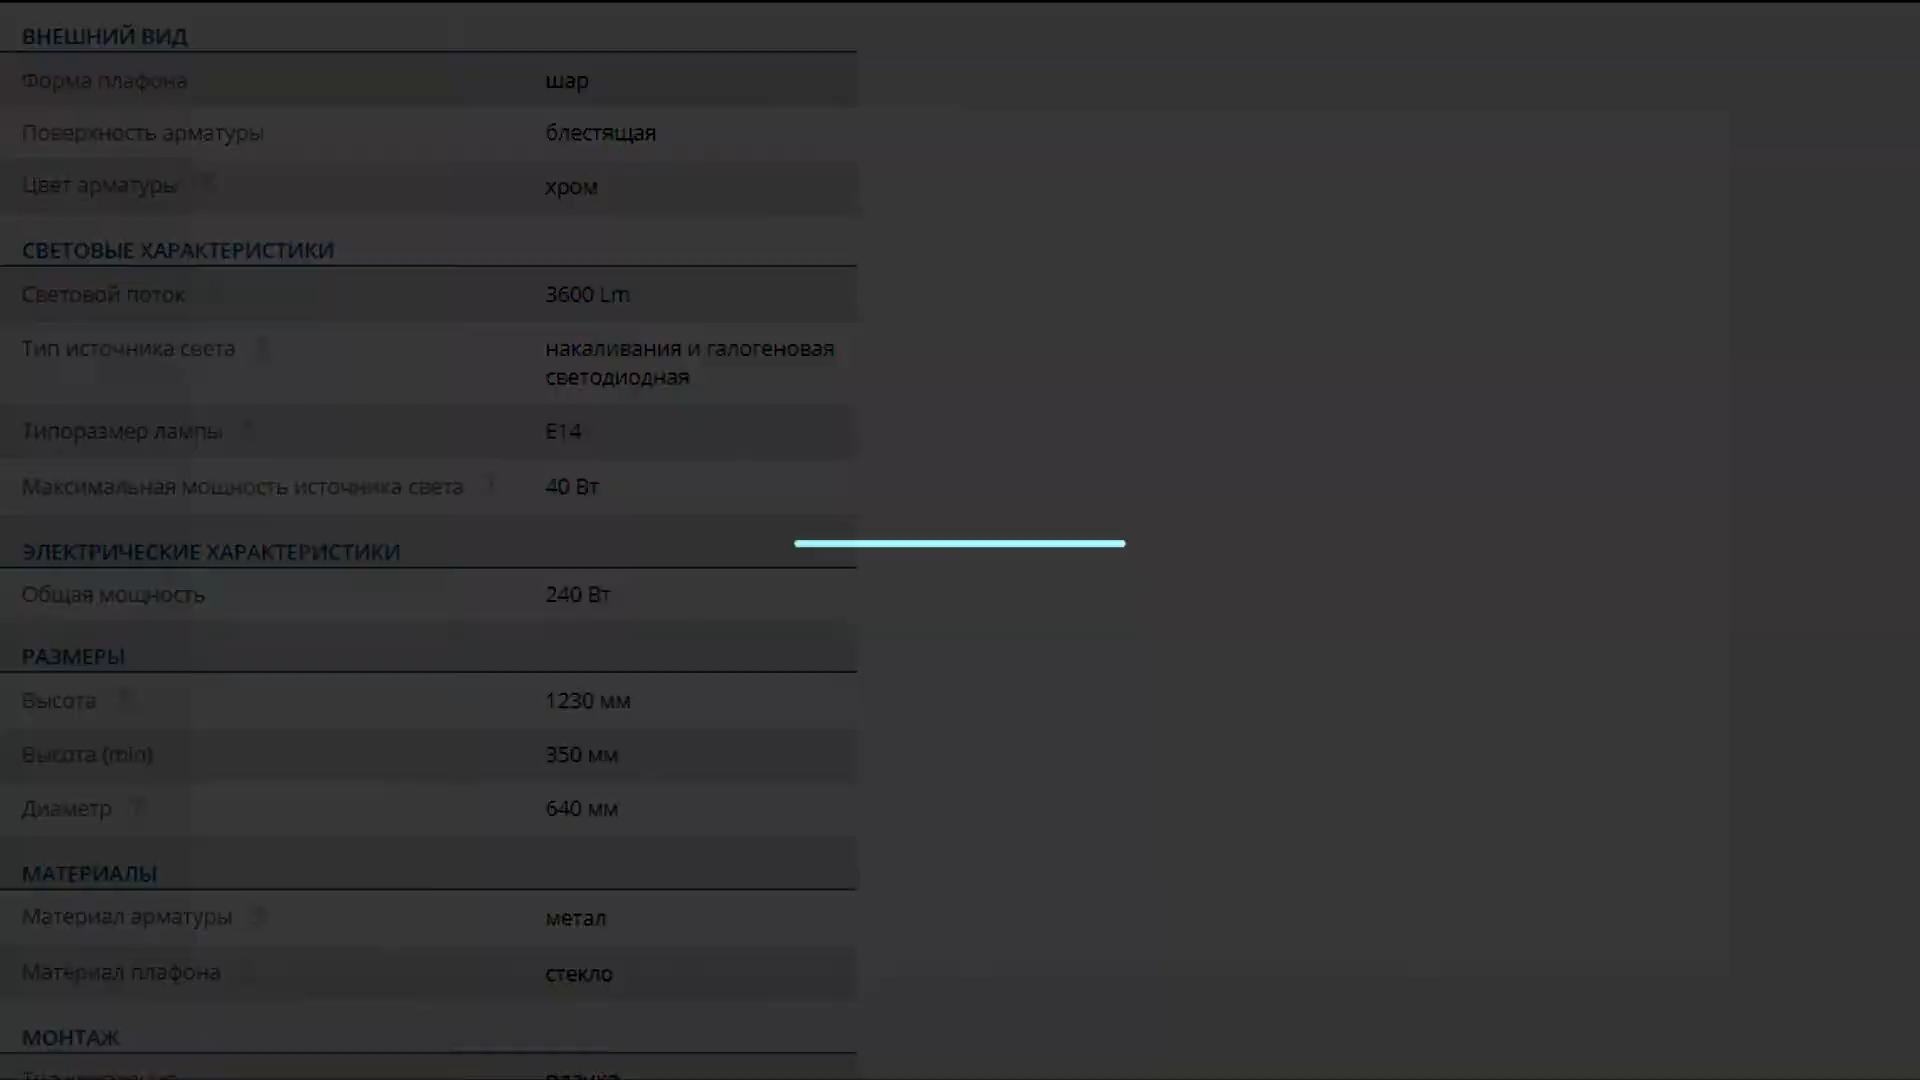 ВНЕШНИЙ ВИД
Форма плафона шар
Поверхность арматуры блестящая
Цвет арматуры ? хром
СВЕТОВЫЕ ХАРАКТЕРИСТИКИ
Световой поток 3600 Lm
Тип источника света ? накаливания и галогеновая
светодиодная
Типоразмер лампы ? E14
Максимальная мощность источника света ? 40 Вт
ЭЛЕКТРИЧЕСКИЕ ХАРАКТЕРИСТИКИ
Общая мощность 240 Вт
РАЗМЕРЫ
Высота ? 1230 мм
Высота (min) 350 мм
Диаметр ? 640 мм
МАТЕРИАЛЫ
Материал арматуры ? метал
Материал плафона стекло
МОНТАЖ